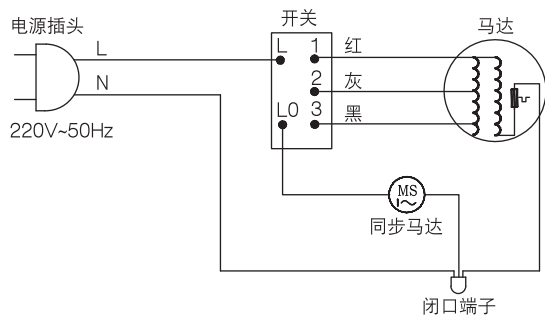 电源插头
L
N
220V~50Hz
开关
L 1 红
2 灰
L0 3 黑
马达
MS
同步马达
闭口端子